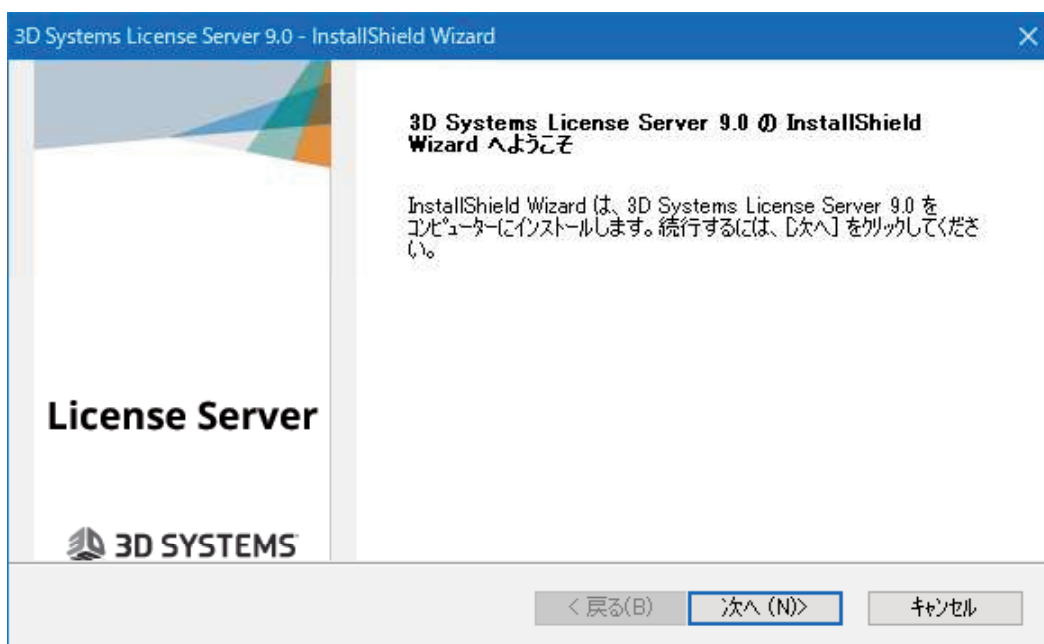 3D Systems License Server 9.0 - InstallShield Wizard
3D Systems License Server 9.0 の InstallShield
Wizard へようこそ
InstallShield Wizard は、3D Systems License Server 9.0 を
コンピューターにインストールします。続行するには、[次へ] をクリックしてくださ
い。
License Server
3D SYSTEMS
< 戻る(B)
次へ (N)>
キャンセル